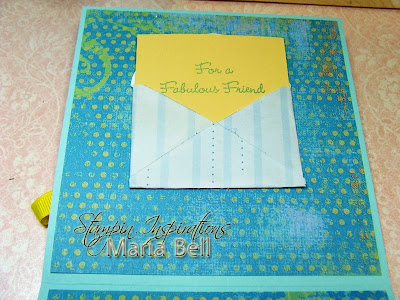 For a
Fabulous Friend
Stampin Inspirations
Maria Bell